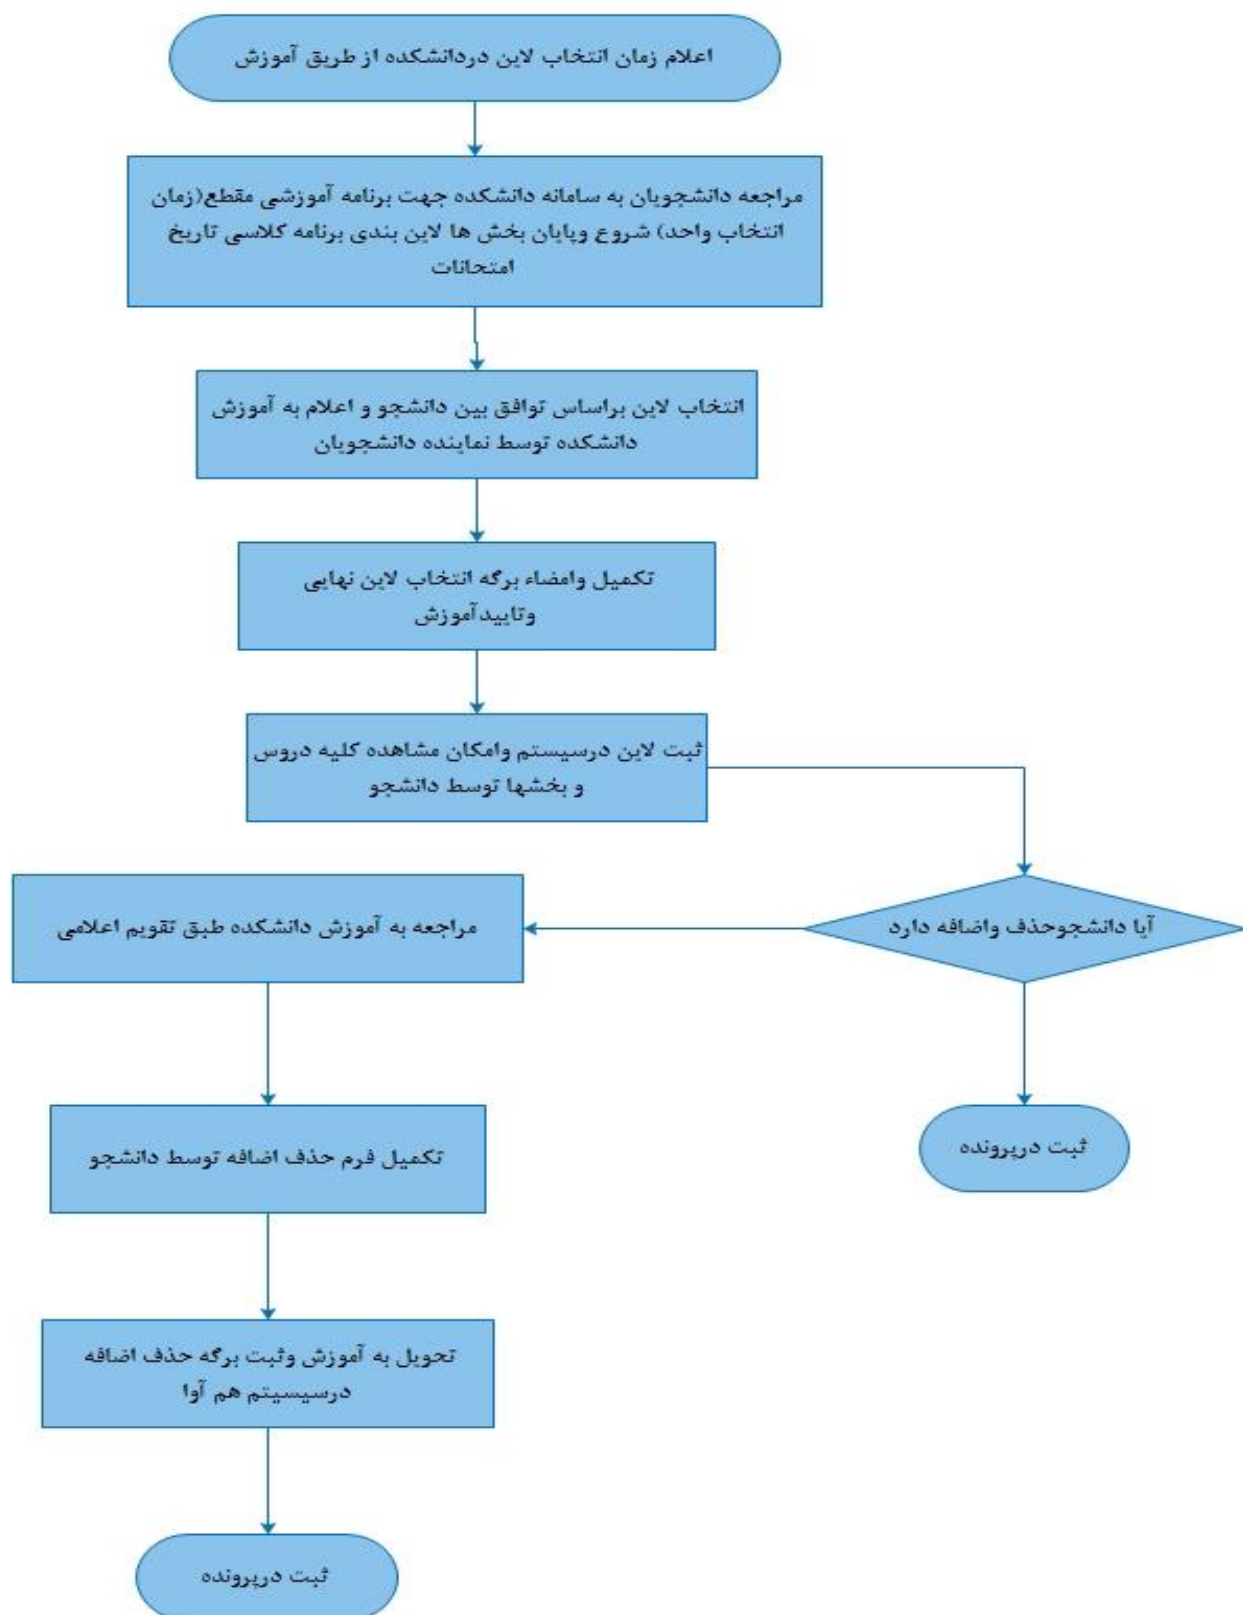 اعلام زمان انتخاب لاین دردانشکده از طریق آموزش
مراجعه دانشجویان به سامانه دانشکده جهت برنامه آموزشی مقطع(زمان
انتخاب واحد) شروع وپایان بخش ها لاین بندی برنامه کلاسی تاریخ
امتحانات
انتخاب لاین براساس توافق بین دانشجو و اعلام به آموزش
دانشکده توسط نماینده دانشجویان
تکمیل وامضاء برگه انتخاب لاین نهایی
وتاییدآموزش
ثبت لاین درسیستم وامکان مشاهده کلیه دروس
و بخشها توسط دانشجو
آیا دانشجوحذف واضافه دارد
مراجعه به آموزش دانشکده طبق تقویم اعلامی
ثبت درپرونده
تکمیل فرم حذف اضافه توسط دانشجو
تحویل به آموزش وثبت برگه حذف اضافه
درسیسیتم هم آوا
ثبت درپرونده